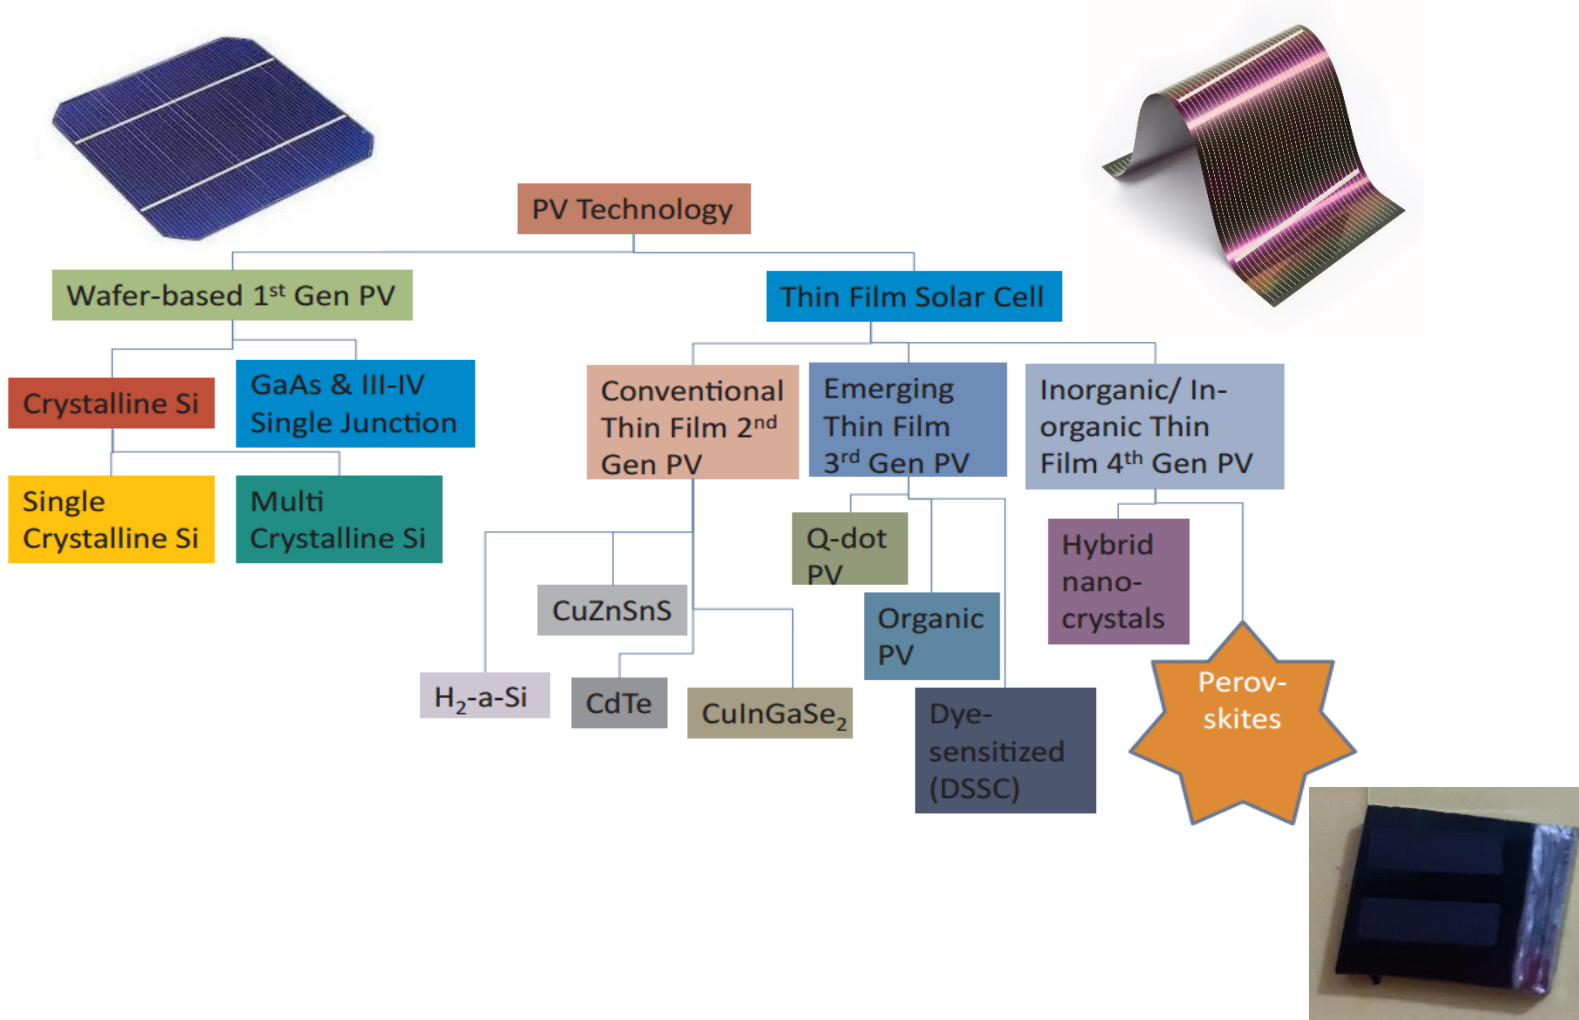 PV Technology
Wafer-based 1st Gen PV
Thin Film Solar Cell
Crystalline Si
GaAs & III-IV
Single Junction
Conventional
Thin Film 2nd
Gen PV
Emerging
Thin Film
3rd Gen PV
Inorganic/ In-
organic Thin
Film 4th Gen PV
Single
Crystalline Si
Multi
Crystalline Si
Q-dot
PV
Hybrid
nano-
crystals
CuZnSnS
Organic
PV
H2-a-Si
CdTe
CuInGaSe2
Dye-
sensitized
(DSSC)
Perov-
skites